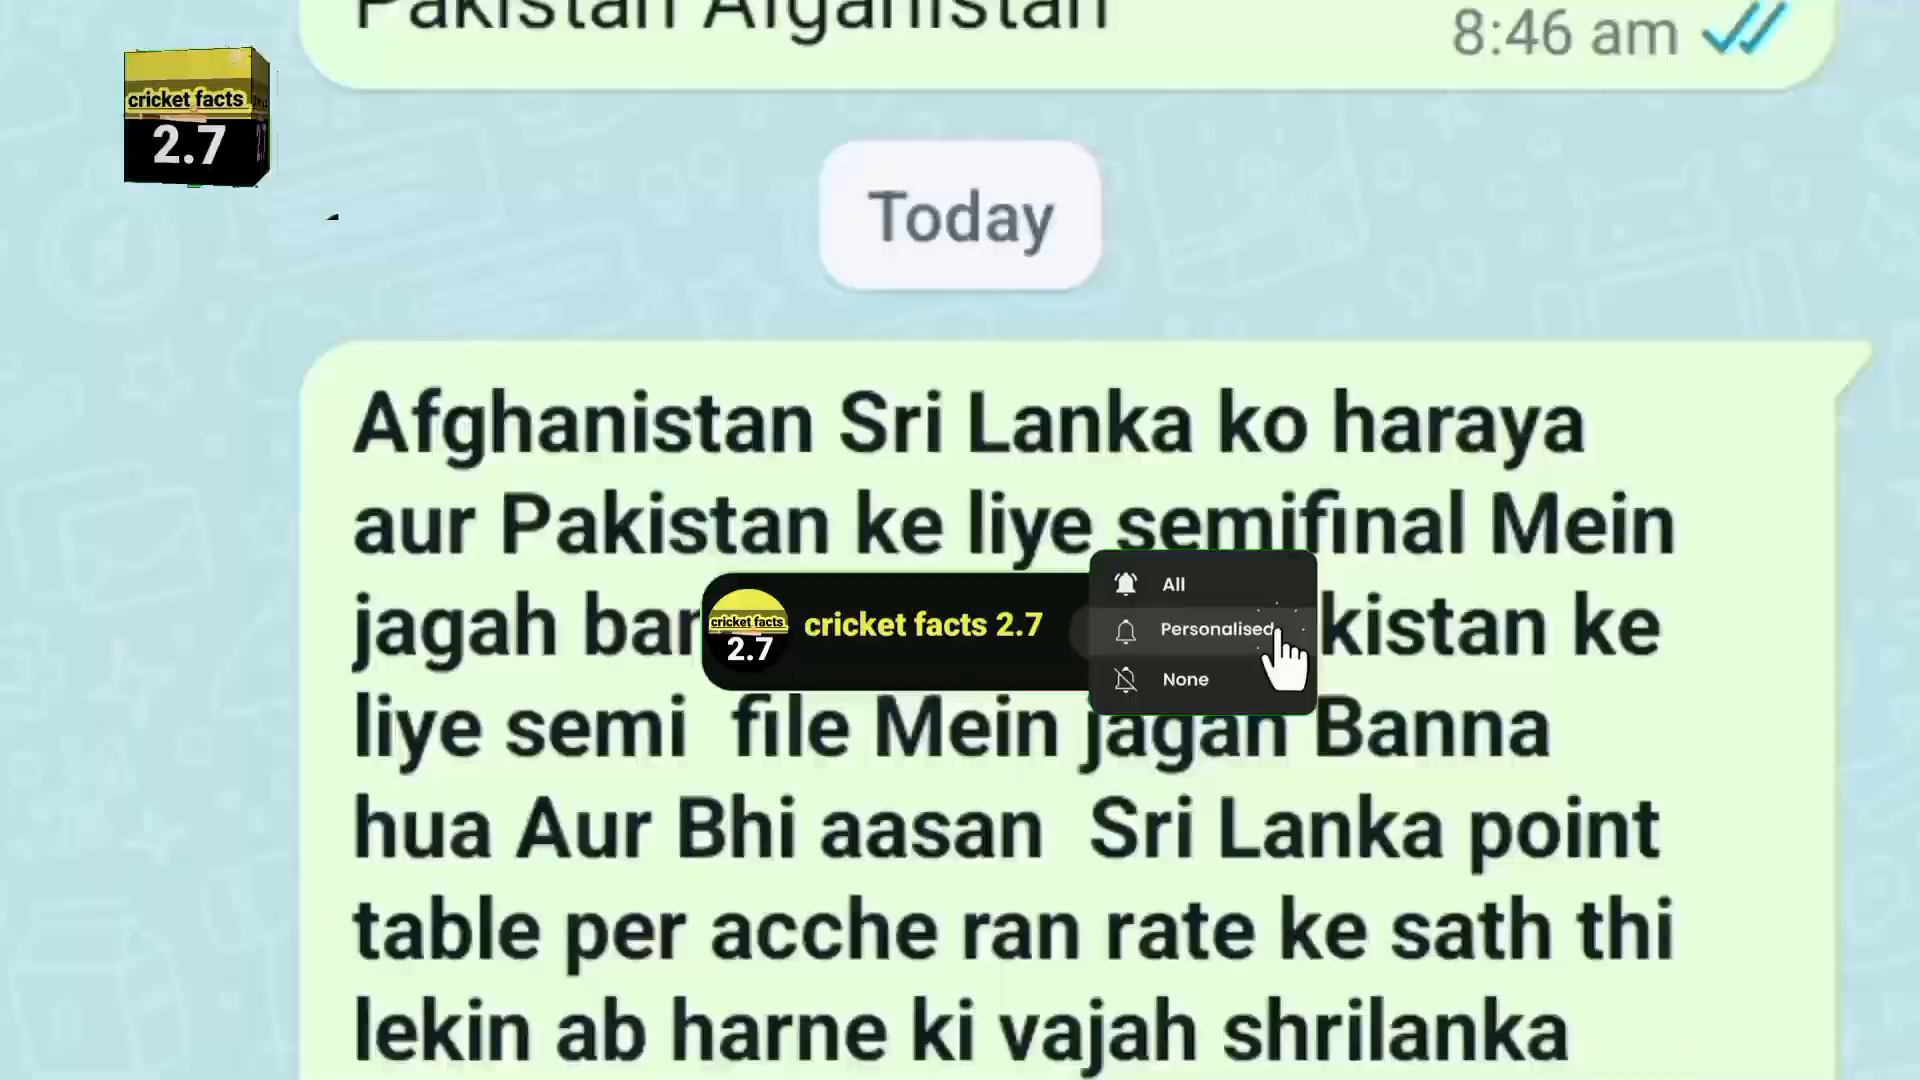 Pakistan Afganistan
8:46 am
cricket facts
2.7
Today
Afghanistan Sri Lanka ko haraya
aur Pakistan ke liye semifinal Mein
jagah kistan ke
cricket facts
2.7
cricket facts 2.7
All
Personalised
None
liye semi file Mein jagah Banna
hua Aur Bhi aasan Sri Lanka point
table per acche ran rate ke sath thi
lekin ab harne ki vajah shrilanka